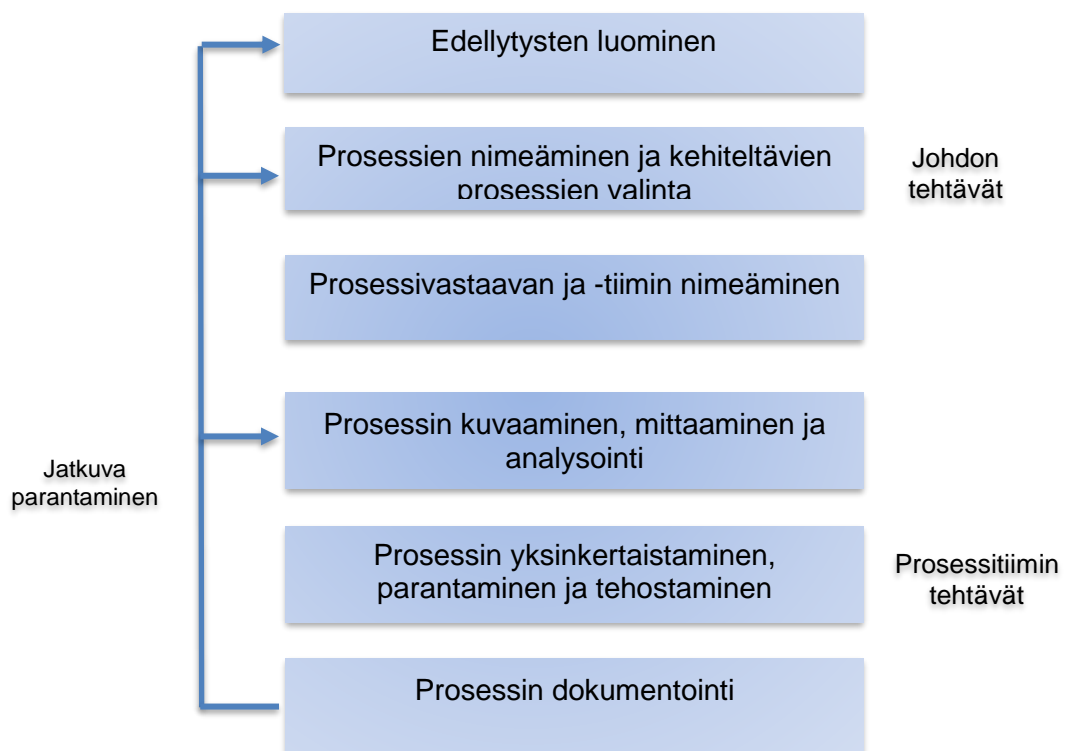 Edellytysten luominen
Prosessien nimeäminen ja kehiteltävien
prosessien valinta
Johdon
tehtävät
Prosessivastaavan ja -tiimin nimeäminen
Prosessin kuvaaminen, mittaaminen ja
analysointi
Jatkuva
parantaminen
Prosessin yksinkertaistaminen,
parantaminen ja tehostaminen
Prosessitiimin
tehtävät
Prosessin dokumentointi